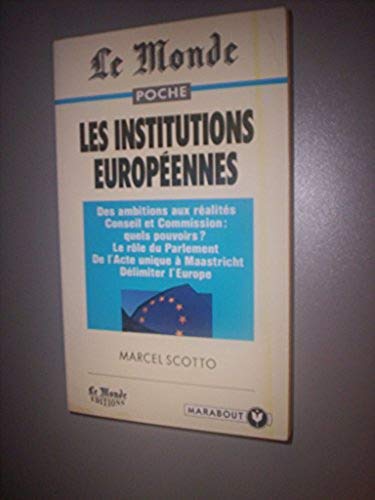 Le Monde
POCHE
LES INSTITUTIONS
EUROPÉENNES
Des ambitions aux réalités
Conseil et Commission :
quels pouvoirs ?
Le rôle du Parlement
De l'Acte unique à Maastricht
Délimiter l'Europe
MARCEL SCOTTO
Le Monde
EDITIONS
MARABOUT